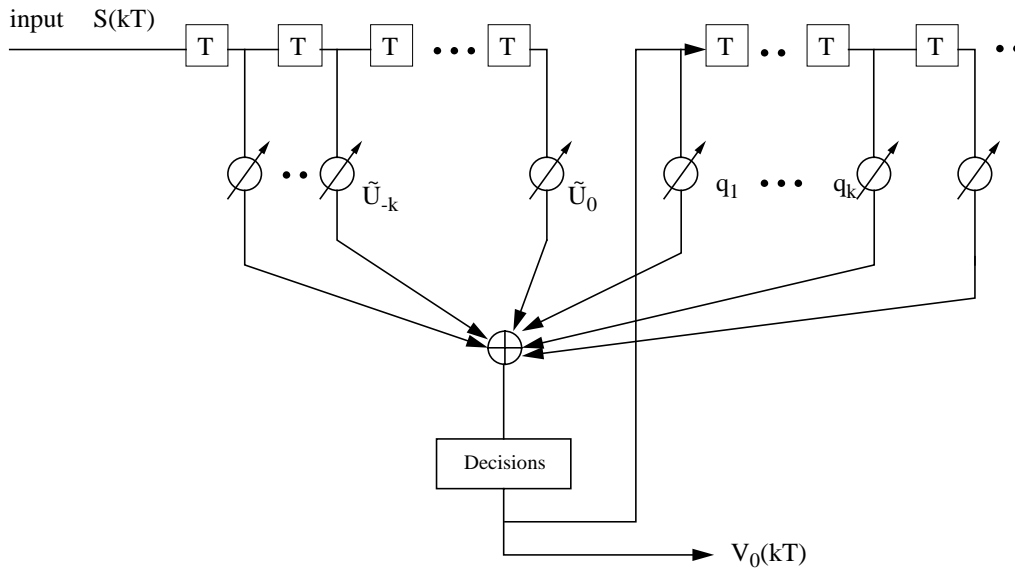 input S(kT)
T T T ••• T T •• T T ••
•• Ũ₋ₖ Ũ₀ q₁ ••• qₖ
Decisions
V₀(kT)